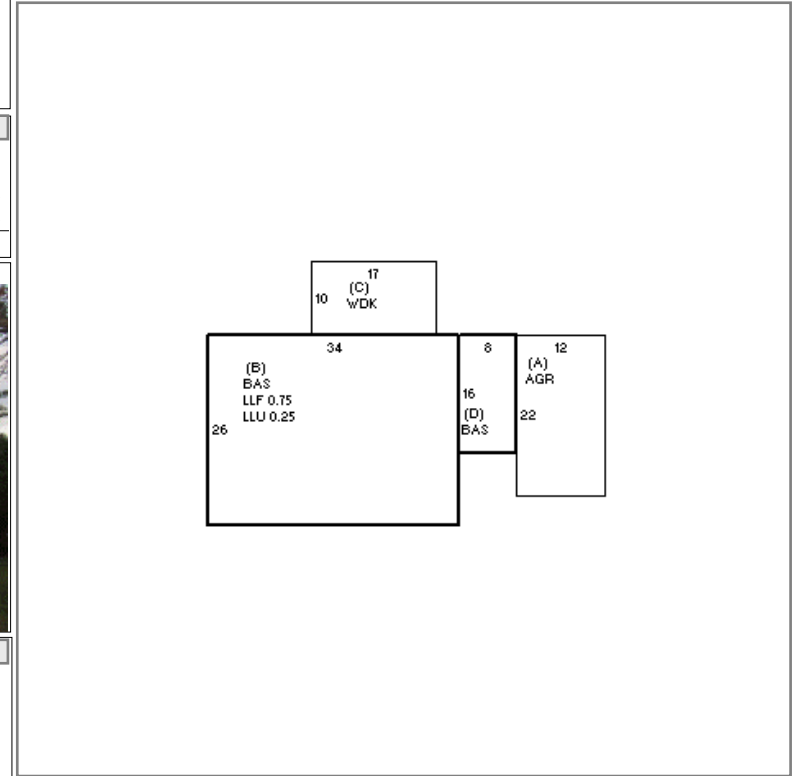 17
(C)
10
WDK
34
8
12
(B)
(A)
BAS
AGR
LLF 0.75
16
LLU 0.25
(D)
22
26
BAS